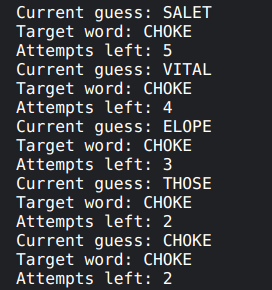 Current guess: SALET
Target word: CHOKE
Attempts left: 5
Current guess: VITAL
Target word: CHOKE
Attempts left: 4
Current guess: ELOPE
Target word: CHOKE
Attempts left: 3
Current guess: THOSE
Target word: CHOKE
Attempts left: 2
Current guess: CHOKE
Target word: CHOKE
Attempts left: 2